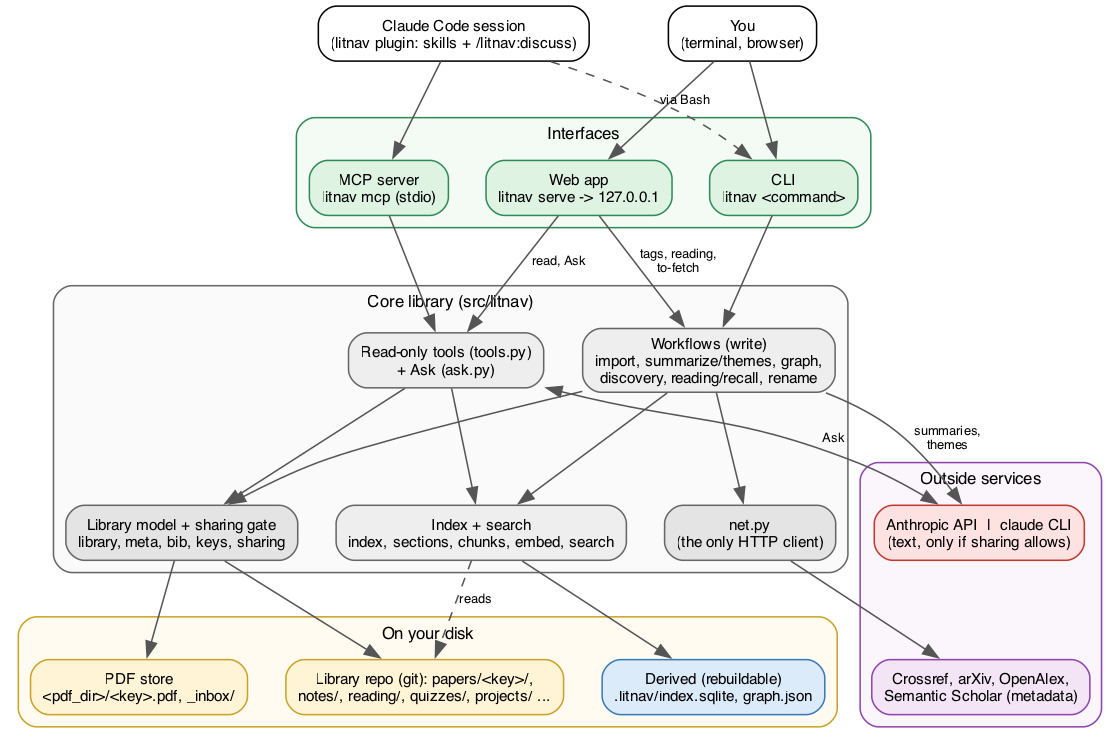 Claude Code session
(litnav plugin: skills + /litnav:discuss)
You
(terminal, browser)
via Bash
Interfaces
MCP server
litnav mcp (stdio)
Web app
litnav serve -> 127.0.0.1
CLI
litnav <command>
read, Ask
tags, reading,
to-fetch
Core library (src/litnav)
Read-only tools (tools.py)
+ Ask (ask.py)
Workflows (write)
import, summarize/themes, graph,
discovery, reading/recall, rename
Ask
summaries,
themes
Outside services
Library model + sharing gate
library, meta, bib, keys, sharing
Index + search
index, sections, chunks, embed, search
net.py
(the only HTTP client)
Anthropic API | claude CLI
(text, only if sharing allows)
reads
On your disk
PDF store
<pdf_dir>/<key>.pdf, _inbox/
Library repo (git): papers/<key>/,
notes/, reading/, quizzes/, projects/ ...
Derived (rebuildable)
.litnav/index.sqlite, graph.json
Crossref, arXiv, OpenAlex,
Semantic Scholar (metadata)